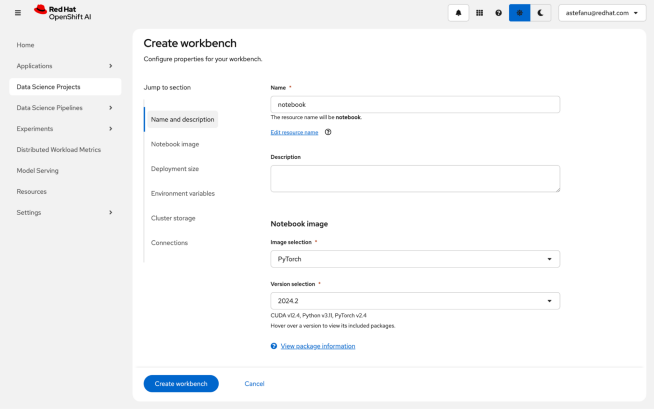 Red Hat
OpenShift AI
astefanu@redhat.com
Home
Applications
Data Science Projects
Data Science Pipelines
Experiments
Distributed Workload Metrics
Model Serving
Resources
Settings
Create workbench
Configure properties for your workbench.
Jump to section
Name and description
Notebook image
Deployment size
Environment variables
Cluster storage
Connections
Name *
notebook
The resource name will be notebook.
Edit resource name
Description
Notebook image
Image selection *
PyTorch
Version selection *
2024.2
CUDA v12.4, Python v3.11, PyTorch v2.4
Hover over a version to view its included packages.
View package information
Create workbench
Cancel